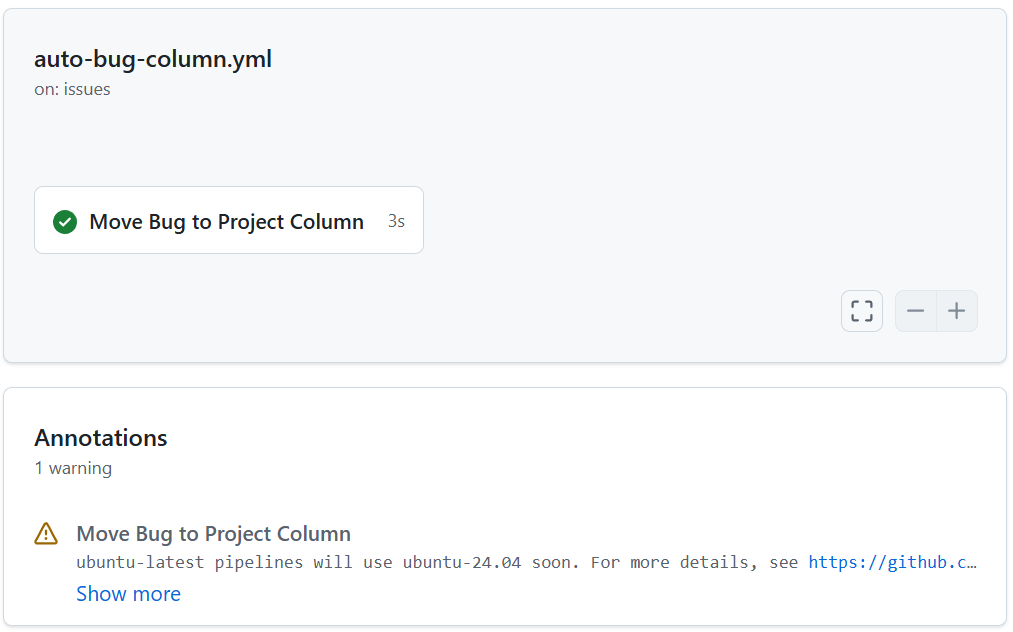 auto-bug-column.yml
on: issues
Move Bug to Project Column 3s
Annotations
1 warning
Move Bug to Project Column
ubuntu-latest pipelines will use ubuntu-24.04 soon. For more details, see https://github.c…
Show more